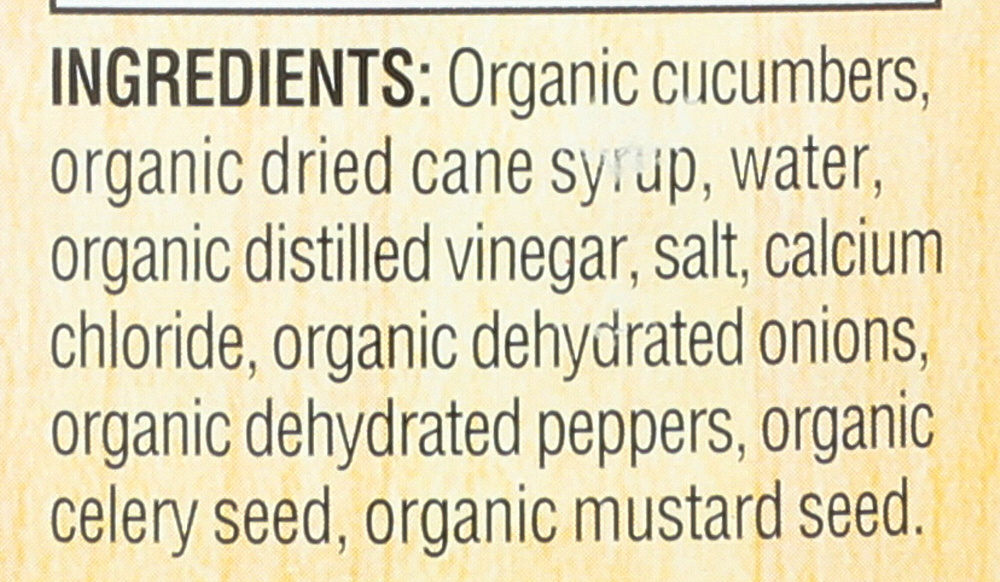 INGREDIENTS: Organic cucumbers,
organic dried cane syrup, water,
organic distilled vinegar, salt, calcium
chloride, organic dehydrated onions,
organic dehydrated peppers, organic
celery seed, organic mustard seed.